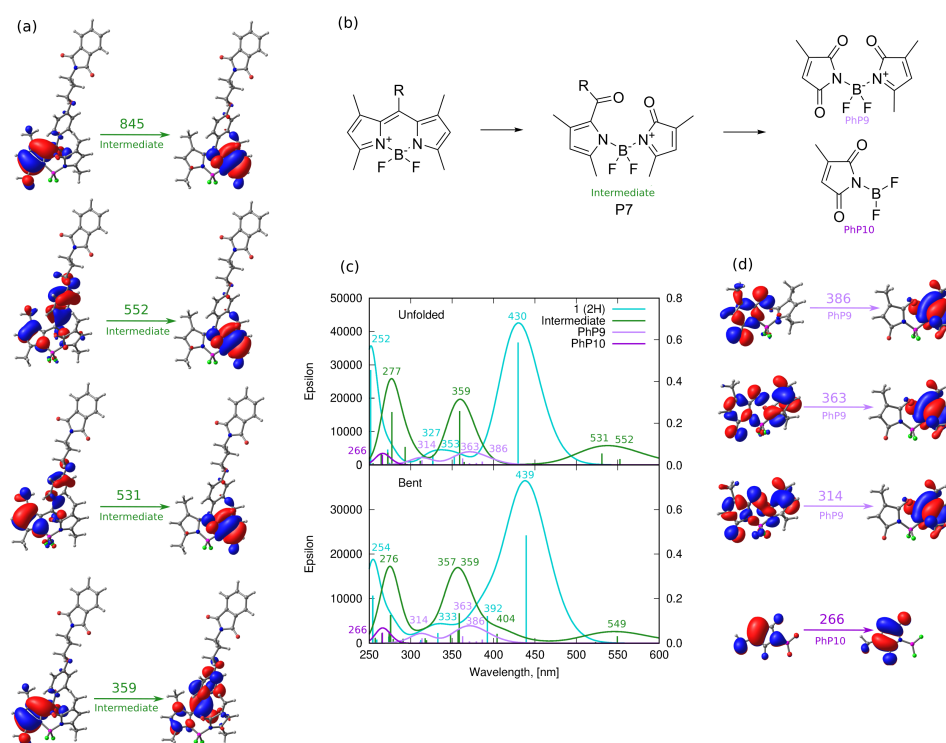 (a)
845
Intermediate
552
Intermediate
531
Intermediate
359
Intermediate
(b)
R
N+
B-
F F
R
O
O
N
N+
B-
F F
Intermediate
P7
O
O
O
N
N+
B-
F F
PhP9
O
N
B
F
O
F
PhP10
(c)
50000
40000
30000
20000
10000
0
Epsilon
0.8
0.6
0.4
0.2
0.0
Unfolded
1 (2H)
Intermediate
PhP9
PhP10
252
277
266
314
327
353
359
363
386
430
531
552
Bent
30000
20000
10000
0
Epsilon
0.6
0.4
0.2
0.0
254
276
266
314
333
357 359
363
386
392
404
439
549
250 300 350 400 450 500 550 600
Wavelength, [nm]
(d)
386
PhP9
363
PhP9
314
PhP9
266
PhP10